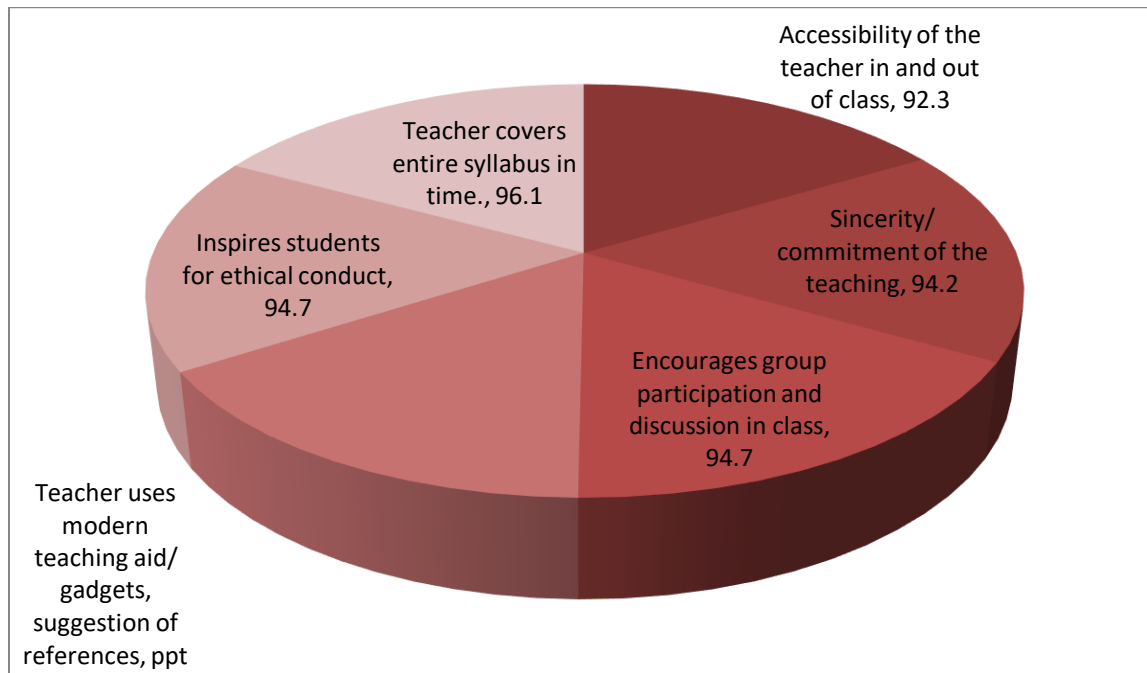 Accessibility of the
teacher in and out
of class, 92.3
Sincerity/
commitment of the
teaching, 94.2
Encourages group
participation and
discussion in class,
94.7
Teacher uses
modern
teaching aid/
gadgets,
suggestion of
references, ppt
Inspires students
for ethical conduct,
94.7
Teacher covers
entire syllabus in
time., 96.1